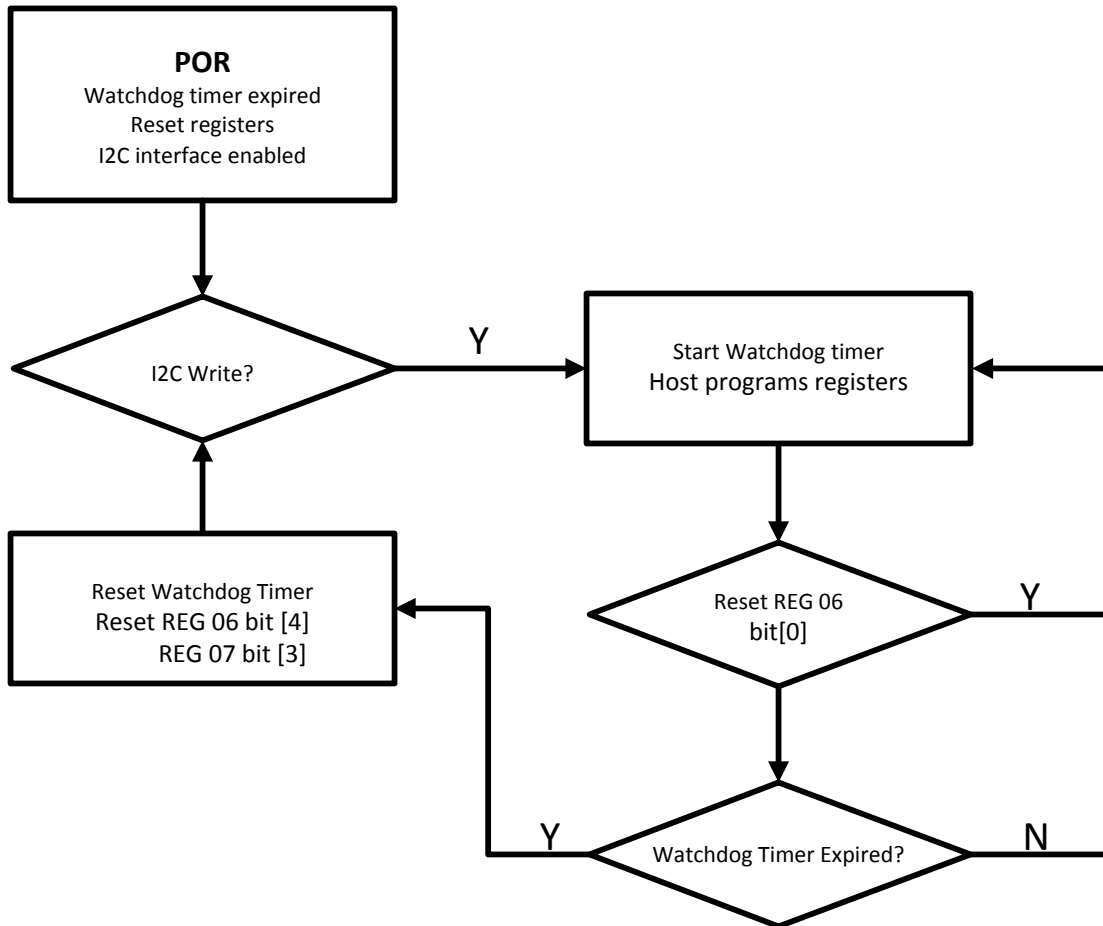 POR
Watchdog timer expired
Reset registers
I2C interface enabled
I2C Write?
Y
Start Watchdog timer
Host programs registers
Reset Watchdog Timer
Reset REG 06 bit [4]
REG 07 bit [3]
Reset REG 06
bit[0]
Y
Y
Watchdog Timer Expired?
N